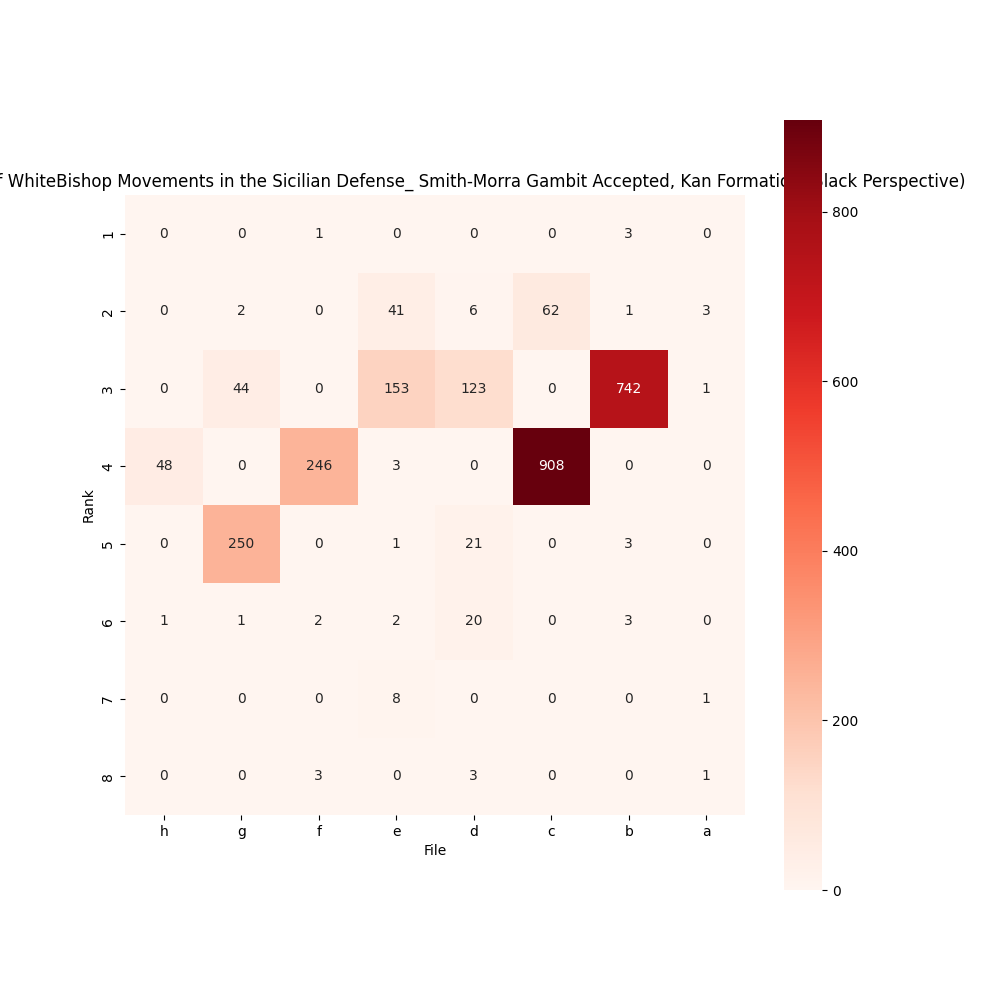 WhiteBishop Movements in the Sicilian Defense_ Smith-Morra Gambit Accepted, Kan Perspective)
1 0 0 1 0 0 0 3 0
2 0 2 0 41 6 62 1 3
3 0 44 0 153 123 0 742 1
4 48 0 246 3 0 908 0 0
5 0 250 0 1 21 0 3 0
6 1 1 2 2 20 0 3 0
7 0 0 0 8 0 0 0 1
8 0 0 3 0 3 0 0 1
h g f e d c b a
File
Rank
800
600
400
200
0